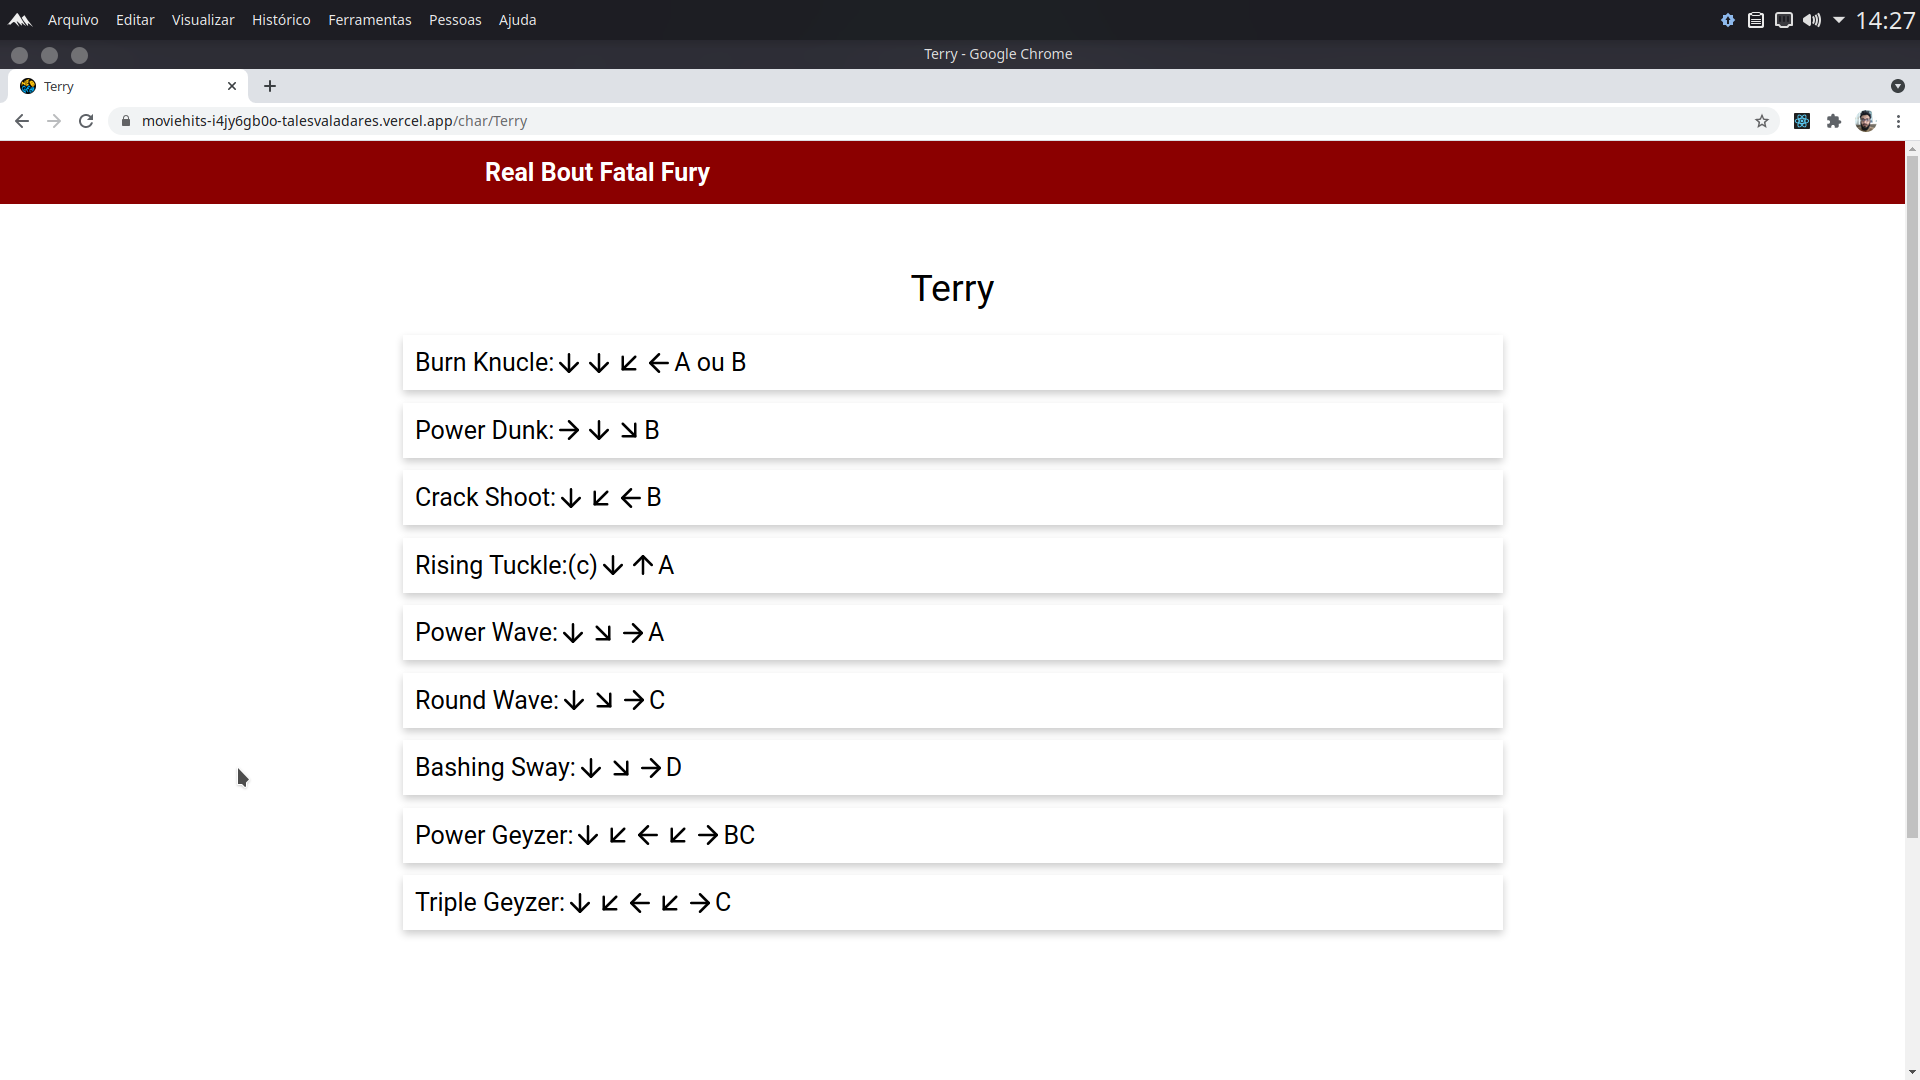 Arquivo Editar Visualizar Histórico Ferramentas Pessoas Ajuda 14:27
Terry - Google Chrome
Terry
moviehits-i4jy6gb0o-talesvaladares.vercel.app/char/Terry
Real Bout Fatal Fury
Terry
Burn Knucle: ↓ ↓ ↙ ← A ou B
Power Dunk: → ↓ ↘ B
Crack Shoot: ↓ ↙ ← B
Rising Tuckle:(c) ↓ ↑ A
Power Wave: ↓ ↘ → A
Round Wave: ↓ ↘ → C
Bashing Sway: ↓ ↘ → D
Power Geyzer: ↓ ↙ ← ↙ → BC
Triple Geyzer: ↓ ↙ ← ↙ → C